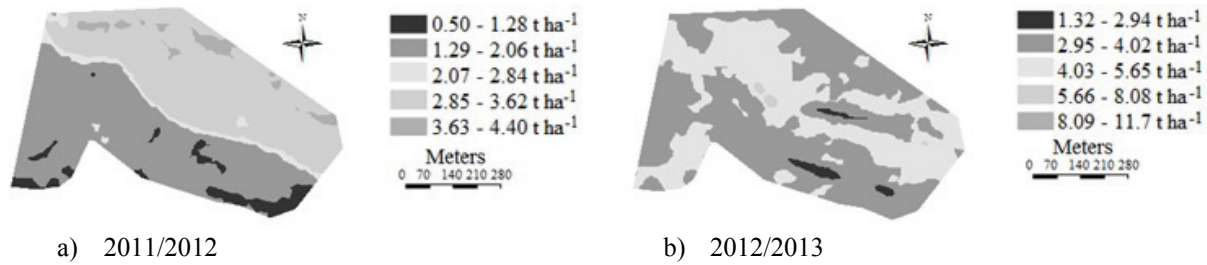 N
0.50 - 1.28 t ha⁻¹
1.29 - 2.06 t ha⁻¹
2.07 - 2.84 t ha⁻¹
2.85 - 3.62 t ha⁻¹
3.63 - 4.40 t ha⁻¹
Meters
0 70 140 210 280
a) 2011/2012
N
1.32 - 2.94 t ha⁻¹
2.95 - 4.02 t ha⁻¹
4.03 - 5.65 t ha⁻¹
5.66 - 8.08 t ha⁻¹
8.09 - 11.7 t ha⁻¹
Meters
0 70 140 210 280
b) 2012/2013